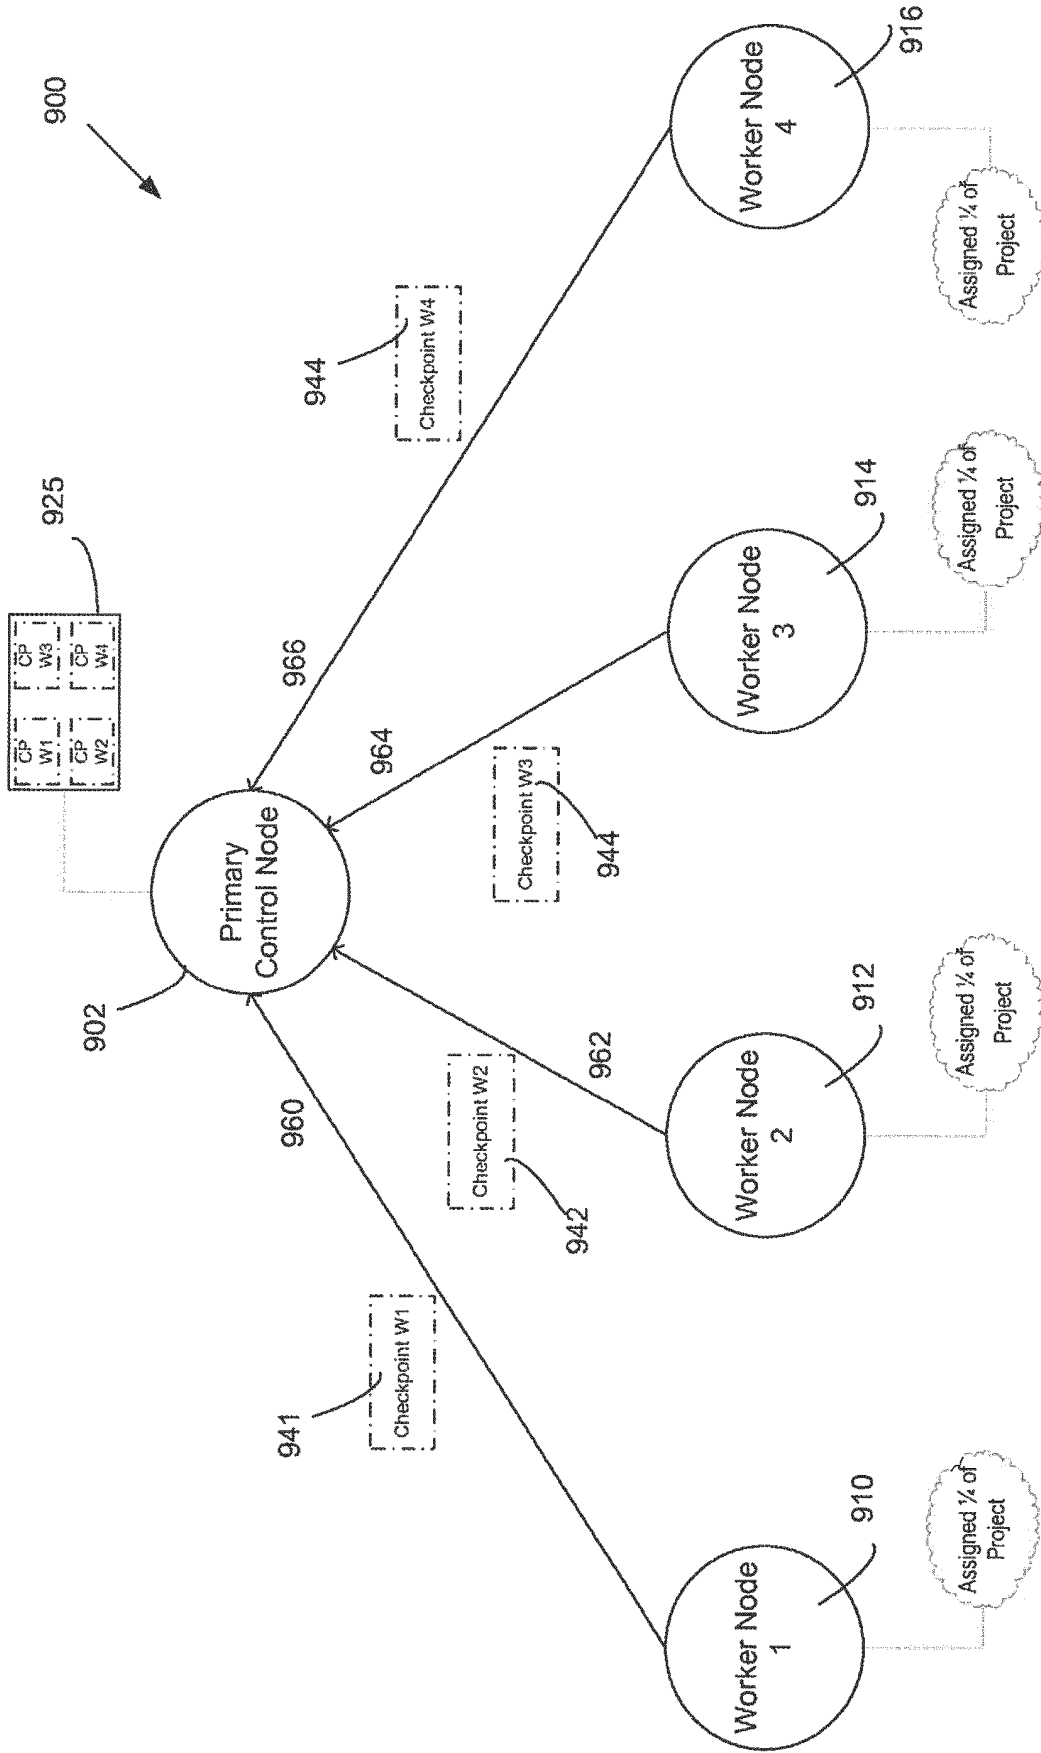 900
CP
W1
CP
W3
CP
W2
CP
W4
925
902
Primary
Control Node
960
962
964
966
941
Checkpoint W1
Checkpoint W2
942
Checkpoint W3
944
944
Checkpoint W4
Worker Node
1
910
Worker Node
2
912
Worker Node
3
914
Worker Node
4
916
Assigned ¼ of
Project
Assigned ¼ of
Project
Assigned ¼ of
Project
Assigned ¼ of
Project